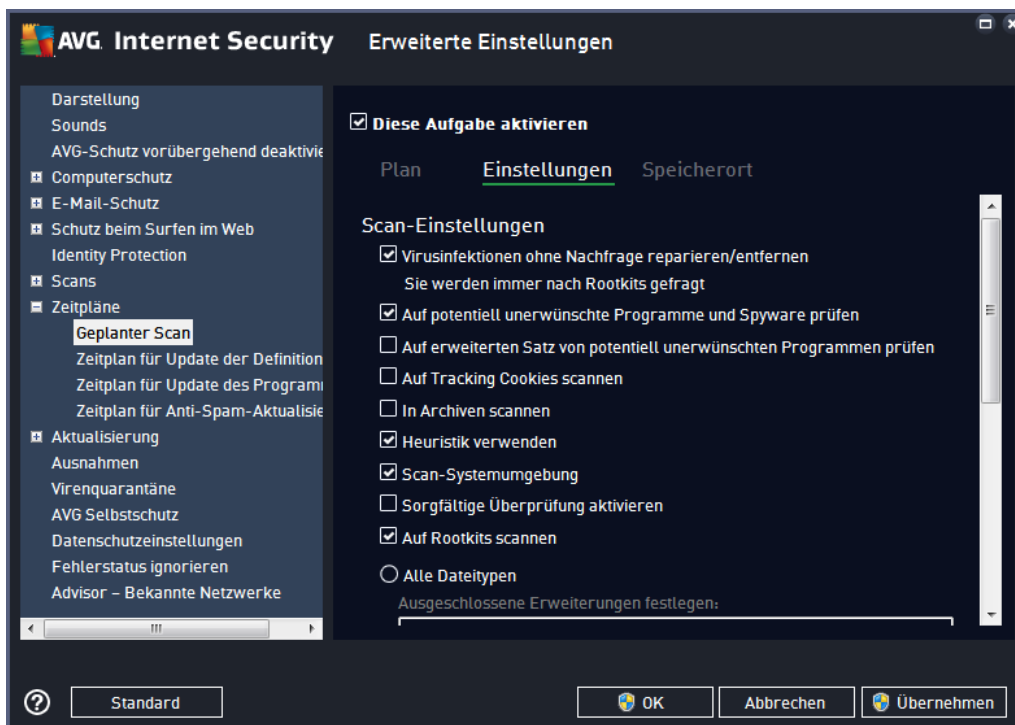 AVG Internet Security Erweiterte Einstellungen
Darstellung
Sounds
AVG-Schutz vorübergehend deaktivie
Computerschutz
E-Mail-Schutz
Schutz beim Surfen im Web
Identity Protection
Scans
Zeitpläne
Geplanter Scan
Zeitplan für Update der Definition
Zeitplan für Update des Program
Zeitplan für Anti-Spam-Aktualisie
Aktualisierung
Ausnahmen
Virenquarantäne
AVG Selbstschutz
Datenschutzeinstellungen
Fehlerstatus ignorieren
Advisor – Bekannte Netzwerke
Diese Aufgabe aktivieren
Plan Einstellungen Speicherort
Scan-Einstellungen
Virusinfektionen ohne Nachfrage reparieren/entfernen
Sie werden immer nach Rootkits gefragt
Auf potentiell unerwünschte Programme und Spyware prüfen
Auf erweiterten Satz von potentiell unerwünschten Programmen prüfen
Auf Tracking Cookies scannen
In Archiven scannen
Heuristik verwenden
Scan-Systemumgebung
Sorgfältige Überprüfung aktivieren
Auf Rootkits scannen
Alle Dateitypen
Ausgeschlossene Erweiterungen festlegen:
Standard OK Abbrechen Übernehmen